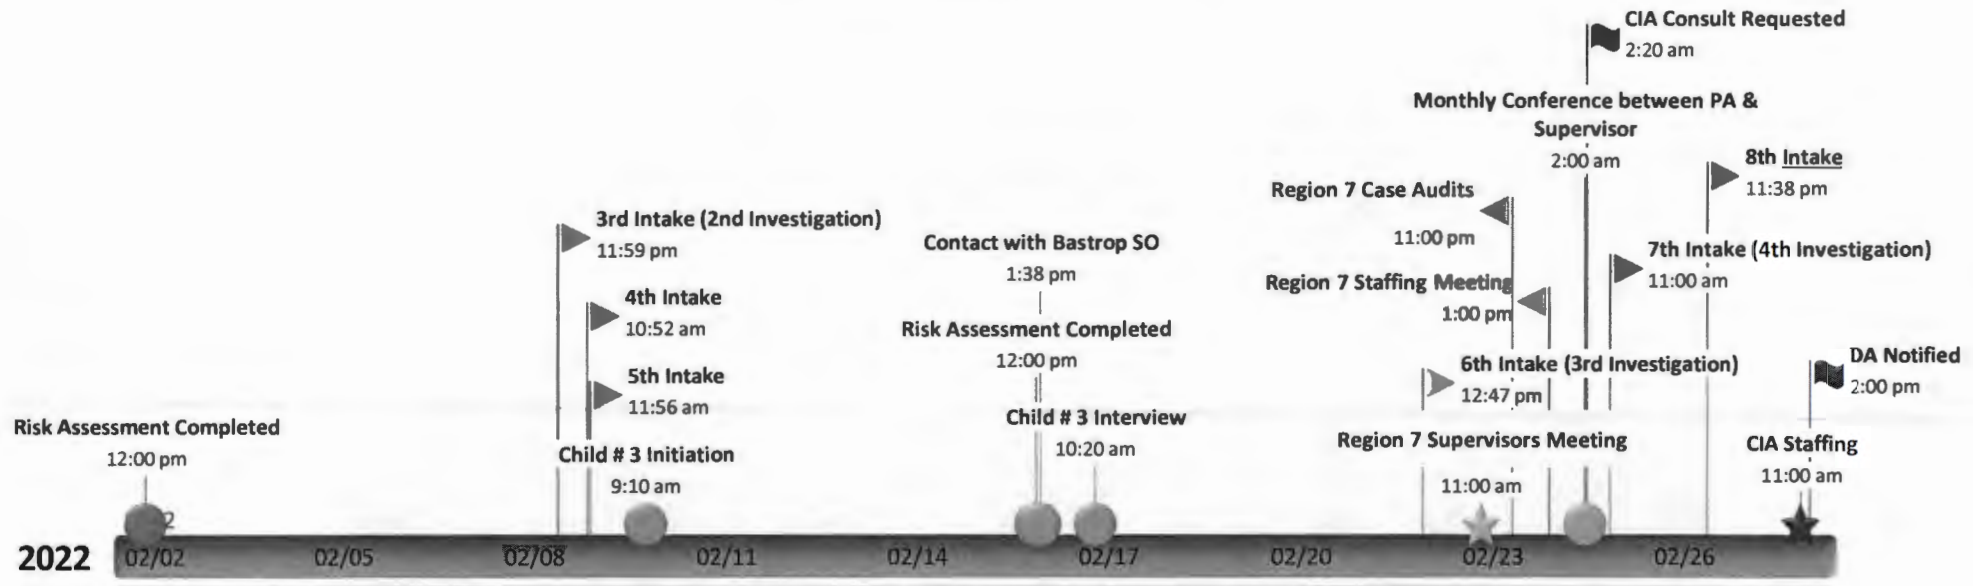 CIA Consult Requested
2:20 am
Monthly Conference between PA &
Supervisor
2:00 am
8th Intake
11:38 pm
Region 7 Case Audits
11:00 pm
3rd Intake (2nd Investigation)
11:59 pm
Contact with Bastrop SO
1:38 pm
7th Intake (4th Investigation)
11:00 am
Region 7 Staffing Meeting
1:00 pm
4th Intake
10:52 am
Risk Assessment Completed
12:00 pm
DA Notified
2:00 pm
6th Intake (3rd Investigation)
12:47 pm
5th Intake
11:56 am
Child # 3 Interview
10:20 am
Risk Assessment Completed
12:00 pm
Region 7 Supervisors Meeting
11:00 am
CIA Staffing
11:00 am
Child # 3 Initiation
9:10 am
2
2022
02/02
02/05
02/08
02/11
02/14
02/17
02/20
02/23
02/26